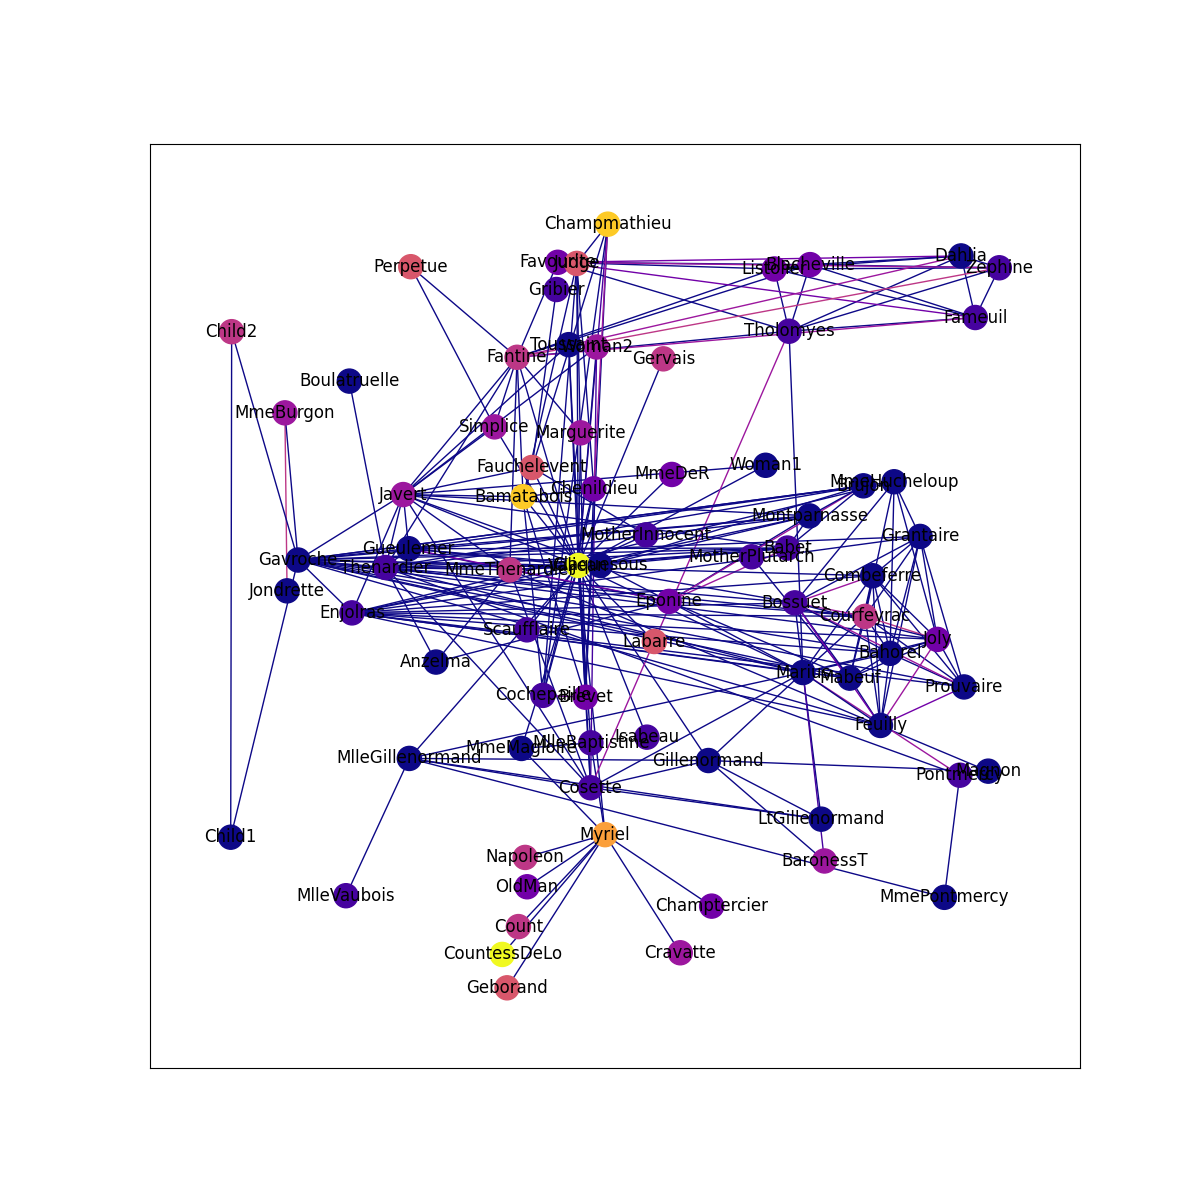 Champmathieu
Dahlia
Favourite
Judge
Listolier
Blacheville
Perpetue
Zephine
Gribier
Fameuil
Child2
Tholomyes
Toussaint
Woman2
Fantine
Gervais
Boulatruelle
MmeBurgon
Simplice
Marguerite
Fauchelevent
Woman1
MmeDeR
MmeHucheloup
Brujon
Chenildieu
Javert
Bamatabois
Montparnasse
MotherInnocent
Grantaire
Gueulemer
Babet
MotherPlutarch
Gavroche
Thenardier
MmeThenardier
Claquesous
Combeferre
Jondrette
Eponine
Bossuet
Enjolras
Courfeyrac
Scaufflaire
Labarre
Joly
Bahorel
Anzelma
Marius
Mabeuf
Prouvaire
Cochepaille
Brevet
Feuilly
Isabeau
MlleBaptistine
MmeMagloire
MlleGillenormand
Gillenormand
Magnon
Pontmercy
Cosette
LtGillenormand
Child1
Myriel
Napoleon
BaronessT
OldMan
MlleVaubois
MmePontmercy
Champtercier
Count
CountessDeLo
Cravatte
Geborand